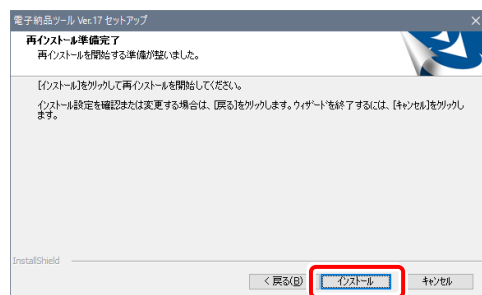 電子納品ツール Ver.17 セットアップ
再インストール準備完了
再インストールを開始する準備が整いました。
[インストール]をクリックして再インストールを開始してください。
インストール設定を確認または変更する場合は、[戻る]をクリックします。ウィザードを終了するには、[キャンセル]をクリックし
ます。
InstallShield
< 戻る(B)
インストール
キャンセル